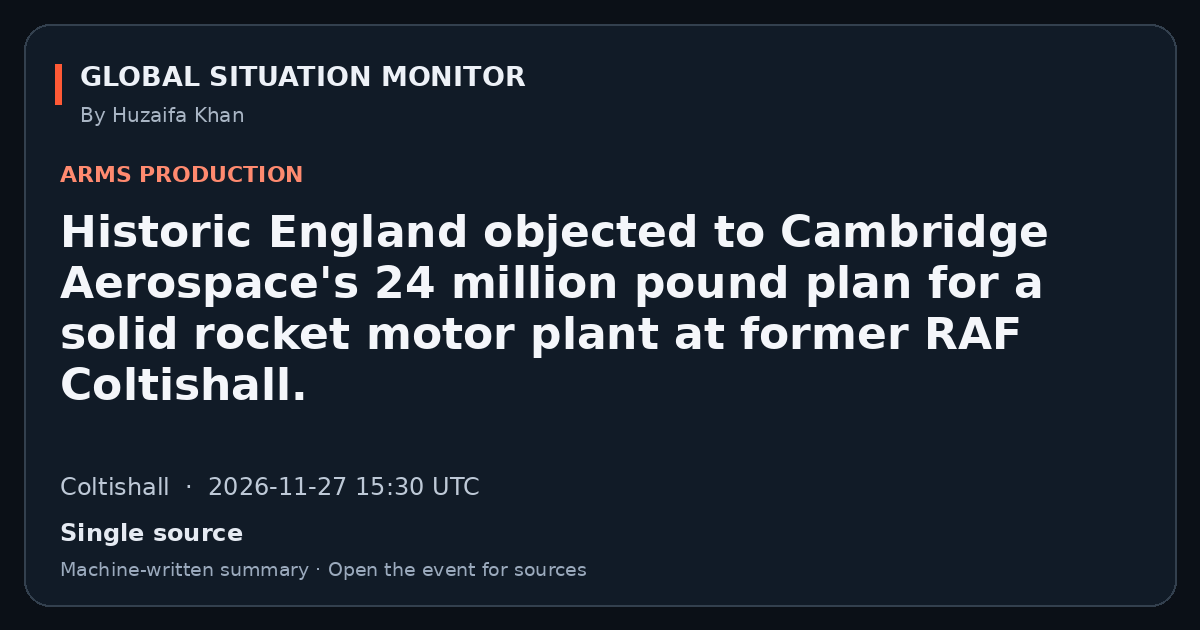 GLOBAL SITUATION MONITOR
By Huzaifa Khan
ARMS PRODUCTION
Historic England objected to Cambridge
Aerospace's 24 million pound plan for a
solid rocket motor plant at former RAF
Coltishall.
Coltishall · 2026-11-27 15:30 UTC
Single source
Machine-written summary · Open the event for sources